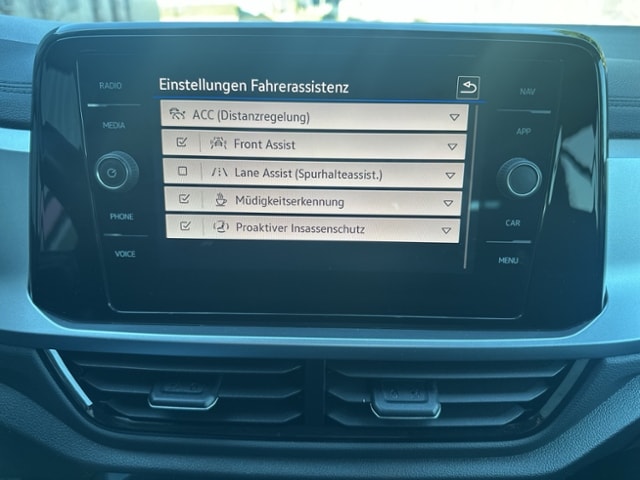 Einstellungen Fahrerassistenz
RADIO
MEDIA
PHONE
VOICE
ACC (Distanzregelung)
Front Assist
Lane Assist (Spurhalteassist.)
Müdigkeitserkennung
Proaktiver Insassenschutz
NAV
APP
CAR
MENU